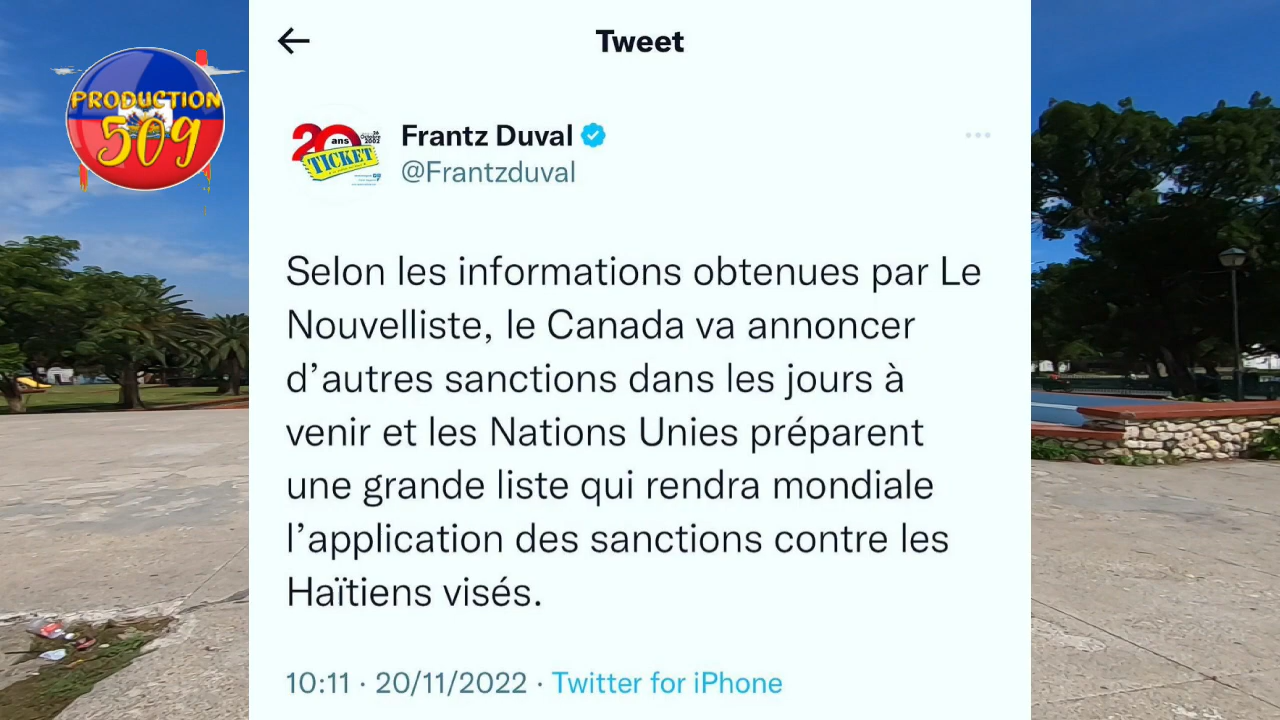 PRODUCTION
509
Tweet
20 ans
TICKET
Frantz Duval
@Frantzduval
Selon les informations obtenues par Le
Nouvelliste, le Canada va annoncer
d’autres sanctions dans les jours à
venir et les Nations Unies préparent
une grande liste qui rendra mondiale
l’application des sanctions contre les
Haïtiens visés.
10:11 · 20/11/2022 · Twitter for iPhone